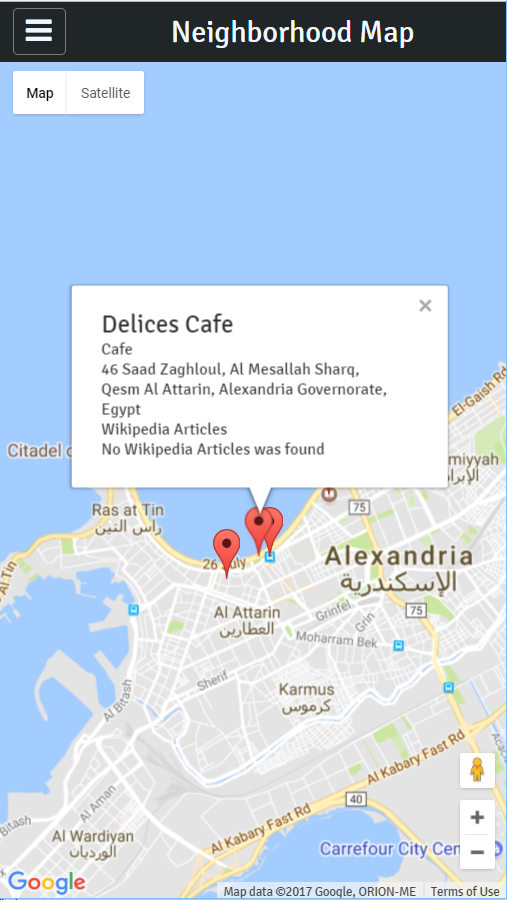 Neighborhood Map
Map
Satellite
Delices Cafe
Cafe
46 Saad Zaghloul, Al Mesallah Sharq,
Qesm Al Attarin, Alexandria Governorate,
Egypt
Wikipedia Articles
No Wikipedia Articles was found
El-Gaish Rd
Citadel
miyyah
الإبرا
Ras at Tin
راس التين
75
26 July
Alexandria
الإسكندرية
Al Tin
Al Attarin
العطارين
Grinfel
Grin
75
Moharram Bek
Sherif
Karmus
كرموس
Al Bitash
Al Kabary Fast Rd
40
Al Aman
Bitash
Al Kabary Fast Rd
Al Wardiyan
الورديان
Carrefour City Cen
Google
Map data ©2017 Google, ORION-ME
Terms of Use